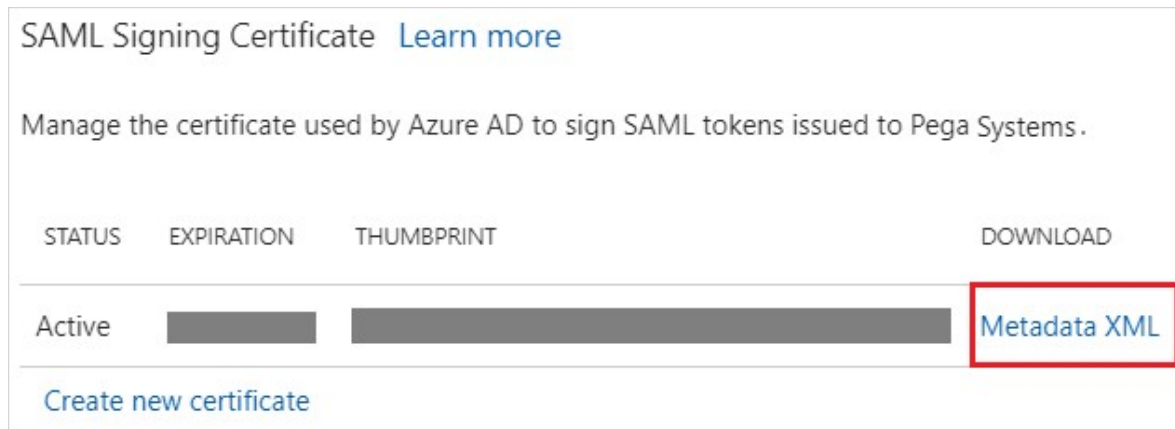 SAML Signing Certificate Learn more
Manage the certificate used by Azure AD to sign SAML tokens issued to Pega Systems.
STATUS EXPIRATION THUMBPRINT DOWNLOAD
Active Metadata XML
Create new certificate